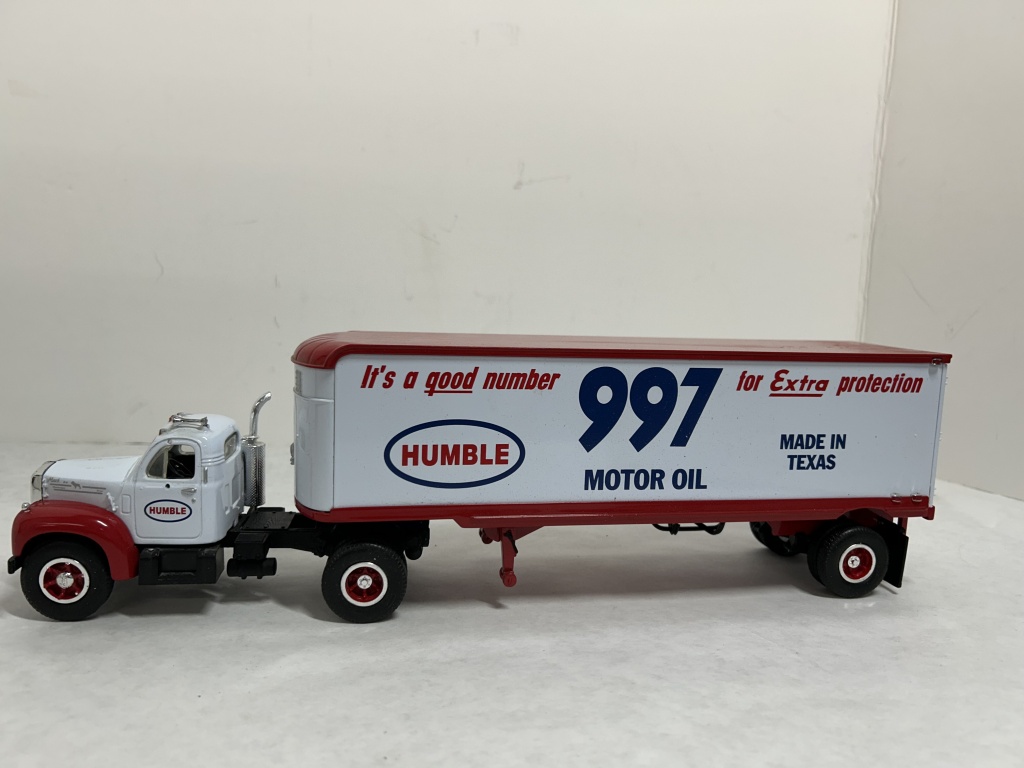 It's a good number 997 for Extra protection
HUMBLE
MOTOR OIL
MADE IN
TEXAS
HUMBLE